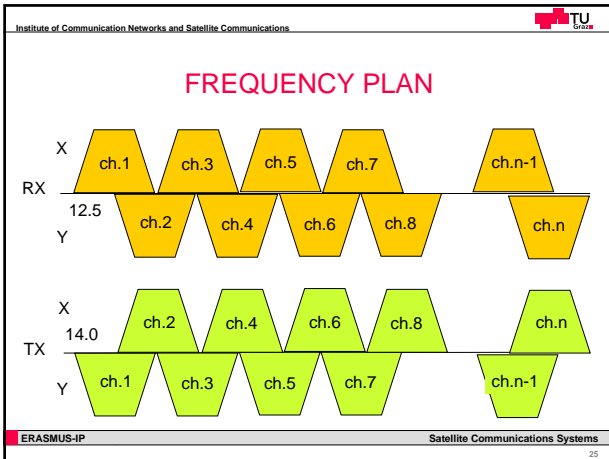 Institute of Communication Networks and Satellite Communications
TU
Graz
FREQUENCY PLAN
X
ch.1 ch.3 ch.5 ch.7 ch.n-1
RX
12.5
Y
ch.2 ch.4 ch.6 ch.8 ch.n
X
14.0
ch.2 ch.4 ch.6 ch.8 ch.n
TX
Y
ch.1 ch.3 ch.5 ch.7 ch.n-1
ERASMUS-IP Satellite Communications Systems
25